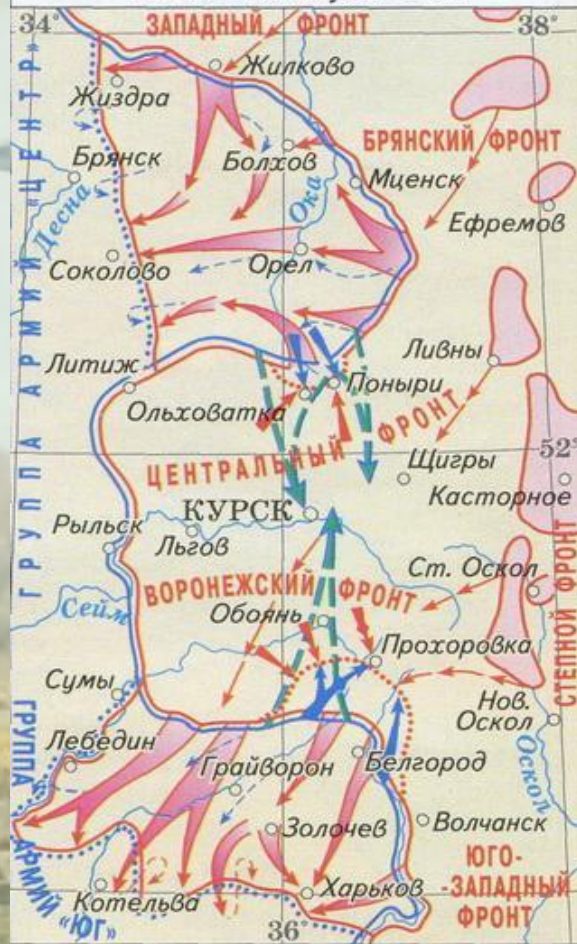 34°
38°
ЗАПАДНЫЙ ФРОНТ
Жилково
Жиздра
БРЯНСКИЙ ФРОНТ
Брянск
Болхов
Мценск
Ока
Ефремов
Десна
Соколово
Орел
ГРУППА АРМИЙ „ЦЕНТР"
Ливны
Литиж
Поныри
Ольховатка
ЦЕНТРАЛЬНЫЙ ФРОНТ
52°
Щигры
Касторное
КУРСК
Рыльск
Льгов
ВОРОНЕЖСКИЙ ФРОНТ
Ст. Оскол
СТЕПНОЙ ФРОНТ
Сейм
Обоянь
Прохоровка
Сумы
Нов.
Оскол
Лебедин
Грайворон
Белгород
Оскол
Золочев
Волчанск
ГРУППА АРМИЙ „ЮГ"
Котельва
Харьков
ЮГО-
-ЗАПАДНЫЙ
ФРОНТ
36°